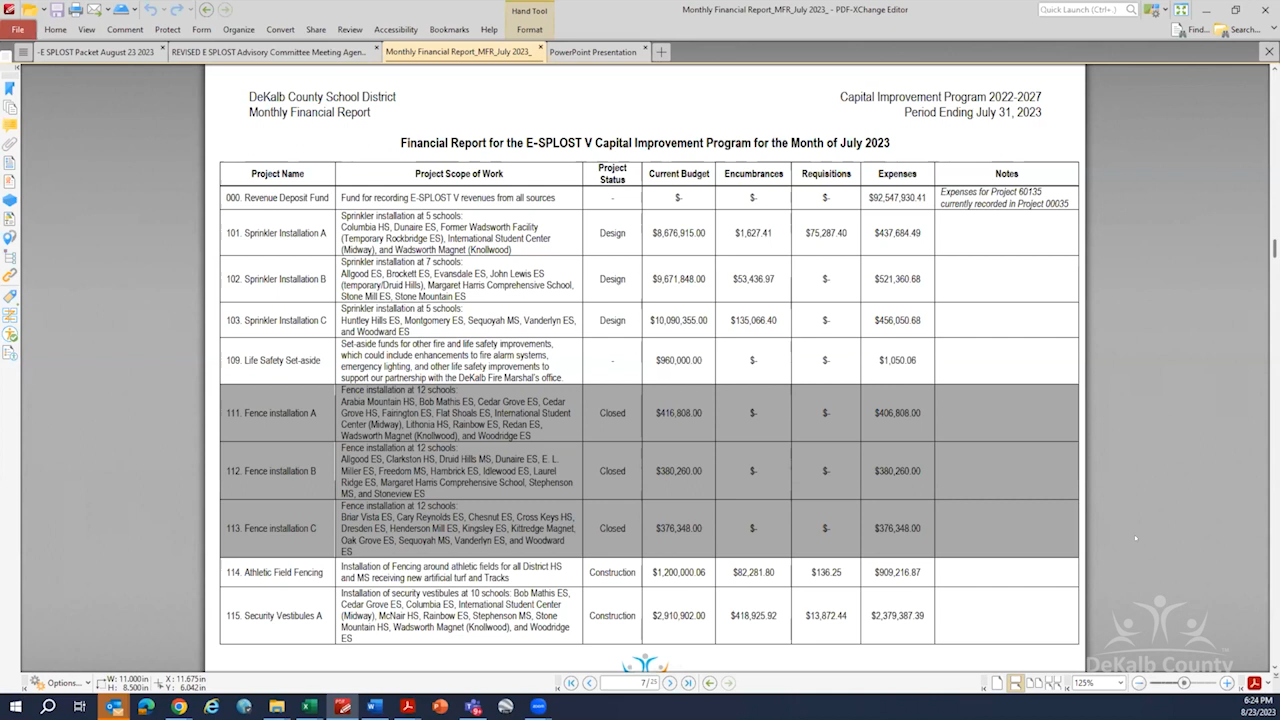 Hand Tool
Monthly Financial Report_MFR_July 2023_ - PDF-XChange Editor
Quick Launch (Ctrl+.)
File Home View Comment Protect Form Organize Convert Share Review Accessibility Bookmarks Help Format
Find...
Search...
-E SPLOST Packet August 23 2023
REVISED E SPLOST Advisory Committee Meeting Agen..
Monthly Financial Report_MFR_July 2023_
PowerPoint Presentation
DeKalb County School District
Capital Improvement Program 2022-2027
Monthly Financial Report
Period Ending July 31, 2023
Financial Report for the E-SPLOST V Capital Improvement Program for the Month of July 2023
Project Name
Project Scope of Work
Project
Status
Current Budget
Encumbrances
Requisitions
Expenses
Notes
000. Revenue Deposit Fund
Fund for recording E-SPLOST V revenues from all sources
-
$-
$-
$-
$92,547,930.41
Expenses for Project 60135
currently recorded in Project 00035
101. Sprinkler Installation A
Sprinkler installation at 5 schools:
Columbia HS, Dunaire ES, Former Wadsworth Facility
(Temporary Rockbridge ES), International Student Center
(Midway), and Wadsworth Magnet (Knollwood)
Design
$8,676,915.00
$1,627.41
$75,287.40
$437,684.49
102. Sprinkler Installation B
Sprinkler installation at 7 schools:
Allgood ES, Brockett ES, Evansdale ES, John Lewis ES
(temporary/Druid Hills), Margaret Harris Comprehensive School,
Stone Mill ES, Stone Mountain ES
Design
$9,671,848.00
$53,436.97
$-
$521,360.68
103. Sprinkler Installation C
Sprinkler installation at 5 schools:
Huntley Hills ES, Montgomery ES, Sequoyah MS, Vanderlyn ES,
and Woodward ES
Design
$10,090,355.00
$135,066.40
$-
$456,050.68
109. Life Safety Set-aside
Set-aside funds for other fire and life safety improvements,
which could include enhancements to fire alarm systems,
emergency lighting, and other life safety improvements to
support our partnership with the DeKalb Fire Marshal's office.
-
$960,000.00
$-
$-
$1,050.06
111. Fence installation A
Fence installation at 12 schools:
Arabia Mountain HS, Bob Mathis ES, Cedar Grove ES, Cedar
Grove HS, Fairington ES, Flat Shoals ES, International Student
Center (Midway), Lithonia HS, Rainbow ES, Redan ES,
Wadsworth Magnet (Knollwood), and Woodridge ES
Closed
$416,808.00
$-
$-
$406,808.00
112. Fence installation B
Fence installation at 12 schools:
Allgood ES, Clarkston HS, Druid Hills MS, Dunaire ES, E. L.
Miller ES, Freedom MS, Hambrick ES, Idlewood ES, Laurel
Ridge ES, Margaret Harris Comprehensive School, Stephenson
MS, and Stoneview ES
Closed
$380,260.00
$-
$-
$380,260.00
113. Fence installation C
Fence installation at 12 schools:
Briar Vista ES, Cary Reynolds ES, Chesnut ES, Cross Keys HS,
Dresden ES, Henderson Mill ES, Kingsley ES, Kittredge Magnet,
Oak Grove ES, Sequoyah MS, Vanderlyn ES, and Woodward
ES
Closed
$376,348.00
$-
$-
$376,348.00
114. Athletic Field Fencing
Installation of Fencing around athletic fields for all District HS
and MS receiving new artificial turf and Tracks
Construction
$1,200,000.06
$82,281.80
$136.25
$909,216.87
115. Security Vestibules A
Installation of security vestibules at 10 schools: Bob Mathis ES,
Cedar Grove ES, Columbia ES, International Student Center
(Midway), McNair HS, Rainbow ES, Stephenson MS, Stone
Mountain HS, Wadsworth Magnet (Knollwood), and Woodridge
ES
Construction
$2,910,902.00
$418,925.92
$13,872.44
$2,379,387.39
DeKalb County
Options...
W: 11.000in
H: 8.500in
X: 11.675in
Y: 6.042in
7/25
125%
6:24 PM
8/23/2023